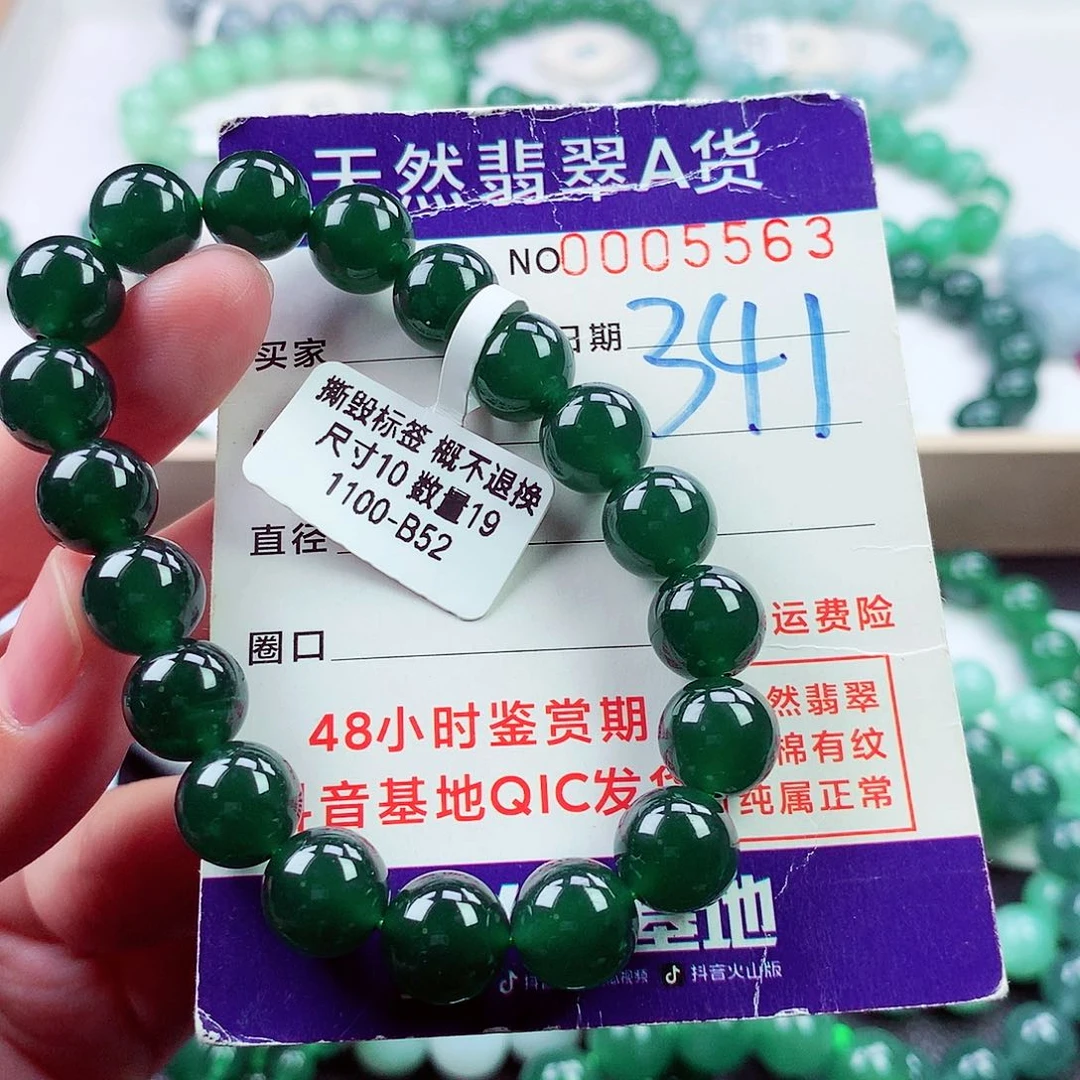 天然翡翠A货
NO0005563
买家
日期
341
撕毁标签 概不退换
尺寸10 数量19
1100-B52
直径
运费险
圈口
48小时鉴赏期
音基地QIC发货
然翡翠
棉有纹
纯属正常
基地
抖音火山版